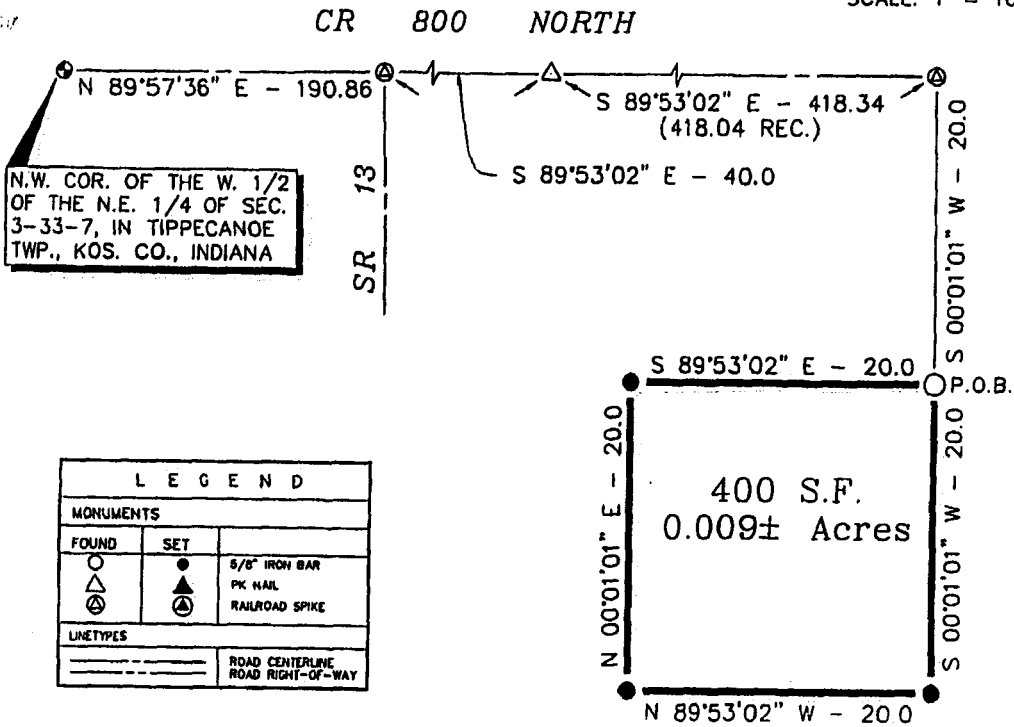 CR 800 NORTH
N 89°57'36" E - 190.86
S 89°53'02" E - 418.34
(418.04 REC.)
S 89°53'02" E - 40.0
N.W. COR. OF THE W. 1/2
OF THE N.E. 1/4 OF SEC.
3-33-7, IN TIPPECANOE
TWP., KOS. CO., INDIANA
SR 13
S 00°01'01" W - 20.0
S 89°53'02" E - 20.0
P.O.B.
N 00°01'01" E - 20.0
400 S.F.
0.009± Acres
S 00°01'01" W - 20.0
N 89°53'02" W - 20.0
LEGEND
MONUMENTS
FOUND SET
5/8" IRON BAR
PK NAIL
RAILROAD SPIKE
LINETYPES
ROAD CENTERLINE
ROAD RIGHT-OF-WAY